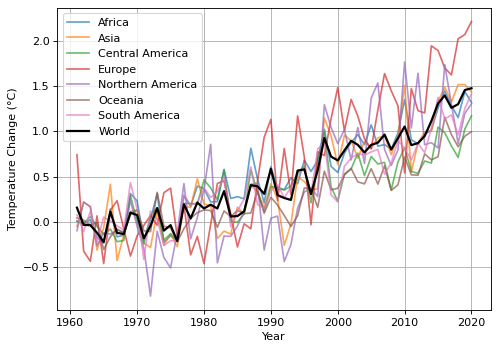 Africa
Asia
Central America
Europe
Northern America
Oceania
South America
World
Temperature Change (°C)
2.0
1.5
1.0
0.5
0.0
−0.5
1960
1970
1980
1990
2000
2010
2020
Year